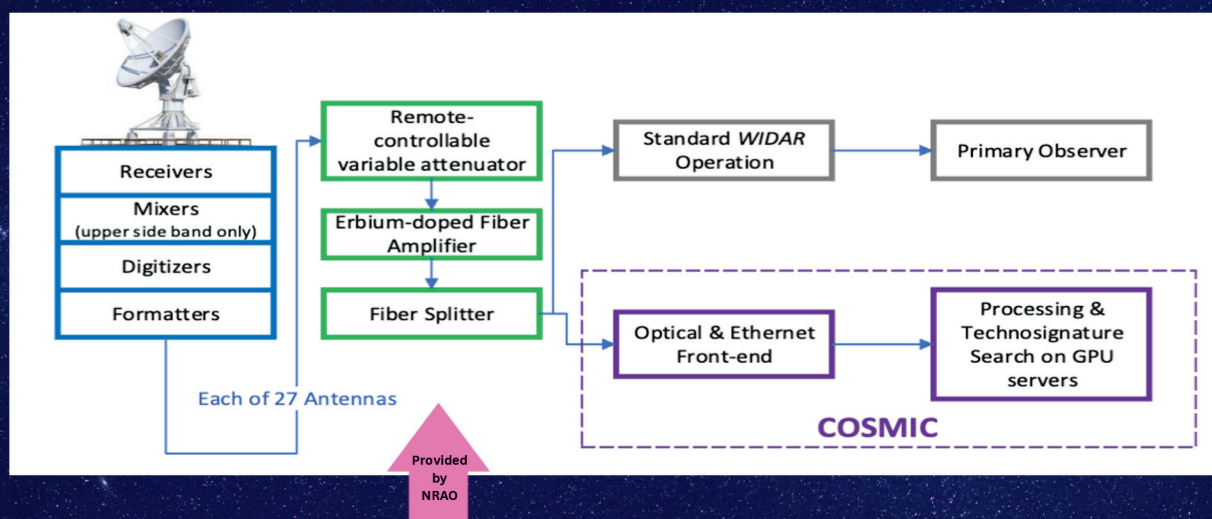 Receivers
Mixers
(upper side band only)
Digitizers
Formatters
Each of 27 Antennas
Remote-
controllable
variable attenuator
Erbium-doped Fiber
Amplifier
Fiber Splitter
Standard WIDAR
Operation
Primary Observer
Optical & Ethernet
Front-end
Processing &
Technosignature
Search on GPU
servers
COSMIC
Provided
by
NRAO